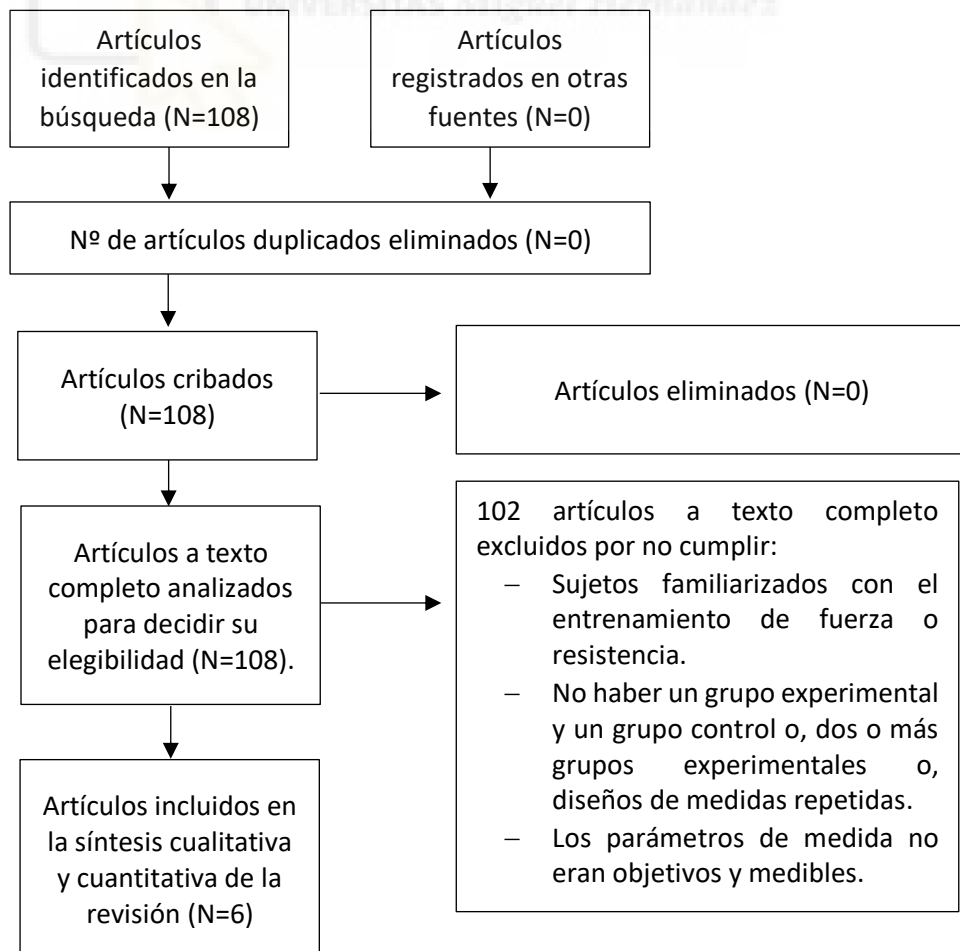 UNIVERSITAS Miguel Hernández
Artículos
identificados en la
búsqueda (N=108)
Artículos
registrados en otras
fuentes (N=0)
Nº de artículos duplicados eliminados (N=0)
Artículos cribados
(N=108)
Artículos eliminados (N=0)
Artículos a texto
completo analizados
para decidir su
elegibilidad (N=108).
102 artículos a texto completo
excluidos por no cumplir:
– Sujetos familiarizados con el
entrenamiento de fuerza o
resistencia.
– No haber un grupo experimental
y un grupo control o, dos o más
grupos experimentales o,
diseños de medidas repetidas.
– Los parámetros de medida no
eran objetivos y medibles.
Artículos incluidos en
la síntesis cualitativa
y cuantitativa de la
revisión (N=6)